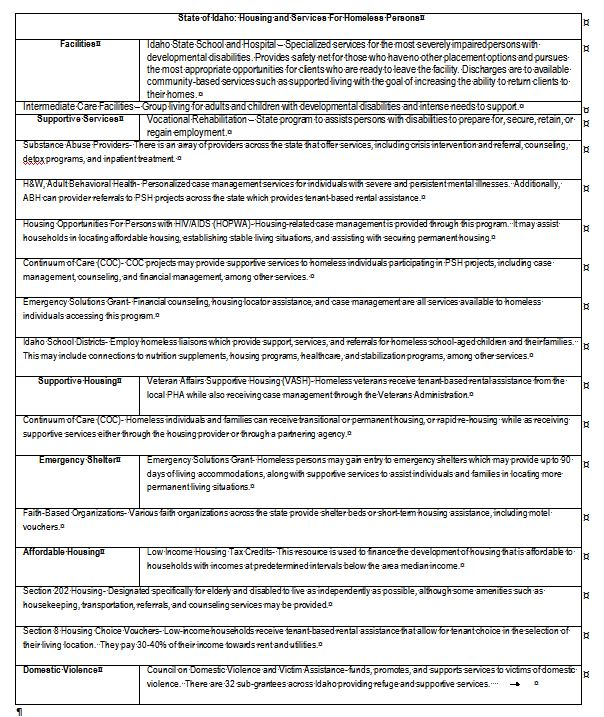 State of Idaho: Housing and Services For Homeless Persons
Facilities
Idaho State School and Hospital – Specialized services for the most severely impaired persons with
developmental disabilities. Provides safety net for those who have no other placement options and pursues
the most appropriate opportunities for clients who are ready to leave the facility. Discharges are to available
community-based services such as supported living with the goal of increasing the ability to return clients to
their homes.
Intermediate Care Facilities – Group living for adults and children with developmental disabilities and intense needs to support.
Supportive Services
Vocational Rehabilitation – State program to assists persons with disabilities to prepare for, secure, retain, or
regain employment.
Substance Abuse Providers- There is an array of providers across the state that offer services, including crisis intervention and referral, counseling,
detox programs, and inpatient treatment.
H&W, Adult Behavioral Health- Personalized case management services for individuals with severe and persistent mental illnesses. Additionally,
ABH can provider referrals to PSH projects across the state which provides tenant-based rental assistance.
Housing Opportunities For Persons with HIV/AIDS (HOPWA)-Housing-related case management is provided through this program. It may assist
households in locating affordable housing, establishing stable living situations, and assisting with securing permanent housing.
Continuum of Care (COC)- COC projects may provide supportive services to homeless individuals participating in PSH projects, including case
management, counseling, and financial management, among other services.
Emergency Solutions Grant- Financial counseling, housing locator assistance, and case management are all services available to homeless
individuals accessing this program.
Idaho School Districts- Employ homeless liaisons which provide support, services, and referrals for homeless school-aged children and their families.
This may include connections to nutrition supplements, housing programs, healthcare, and stabilization programs, among other services.
Supportive Housing
Veteran Affairs Supportive Housing (VASH)-Homeless veterans receive tenant-based rental assistance from the
local PHA while also receiving case management through the Veterans Administration.
Continuum of Care (COC)- Homeless individuals and families can receive transitional or permanent housing, or rapid re-housing while as receiving
supportive services either through the housing provider or through a partnering agency.
Emergency Shelter
Emergency Solutions Grant- Homeless persons may gain entry to emergency shelters which may provide up to 90
days of living accommodations, along with supportive services to assist individuals and families in locating more
permanent living situations.
Faith-Based Organizations- Various faith organizations across the state provide shelter beds or short-term housing assistance, including motel
vouchers.
Affordable Housing
Low Income Housing Tax Credits- This resource is used to finance the development of housing that is affordable to
households with incomes at predetermined intervals below the area median income.
Section 202 Housing- Designated specifically for elderly and disabled to live as independently as possible, although some amenities such as
housekeeping, transportation, referrals, and counseling services may be provided.
Section 8 Housing Choice Vouchers- Low-income households receive tenant-based rental assistance that allow for tenant choice in the selection of
their living location. They pay 30-40% of their income towards rent and utilities.
Domestic Violence
Council on Domestic Violence and Victim Assistance-funds, promotes, and supports services to victims of domestic
violence. There are 32 sub-grantees across Idaho providing refuge and supportive services.